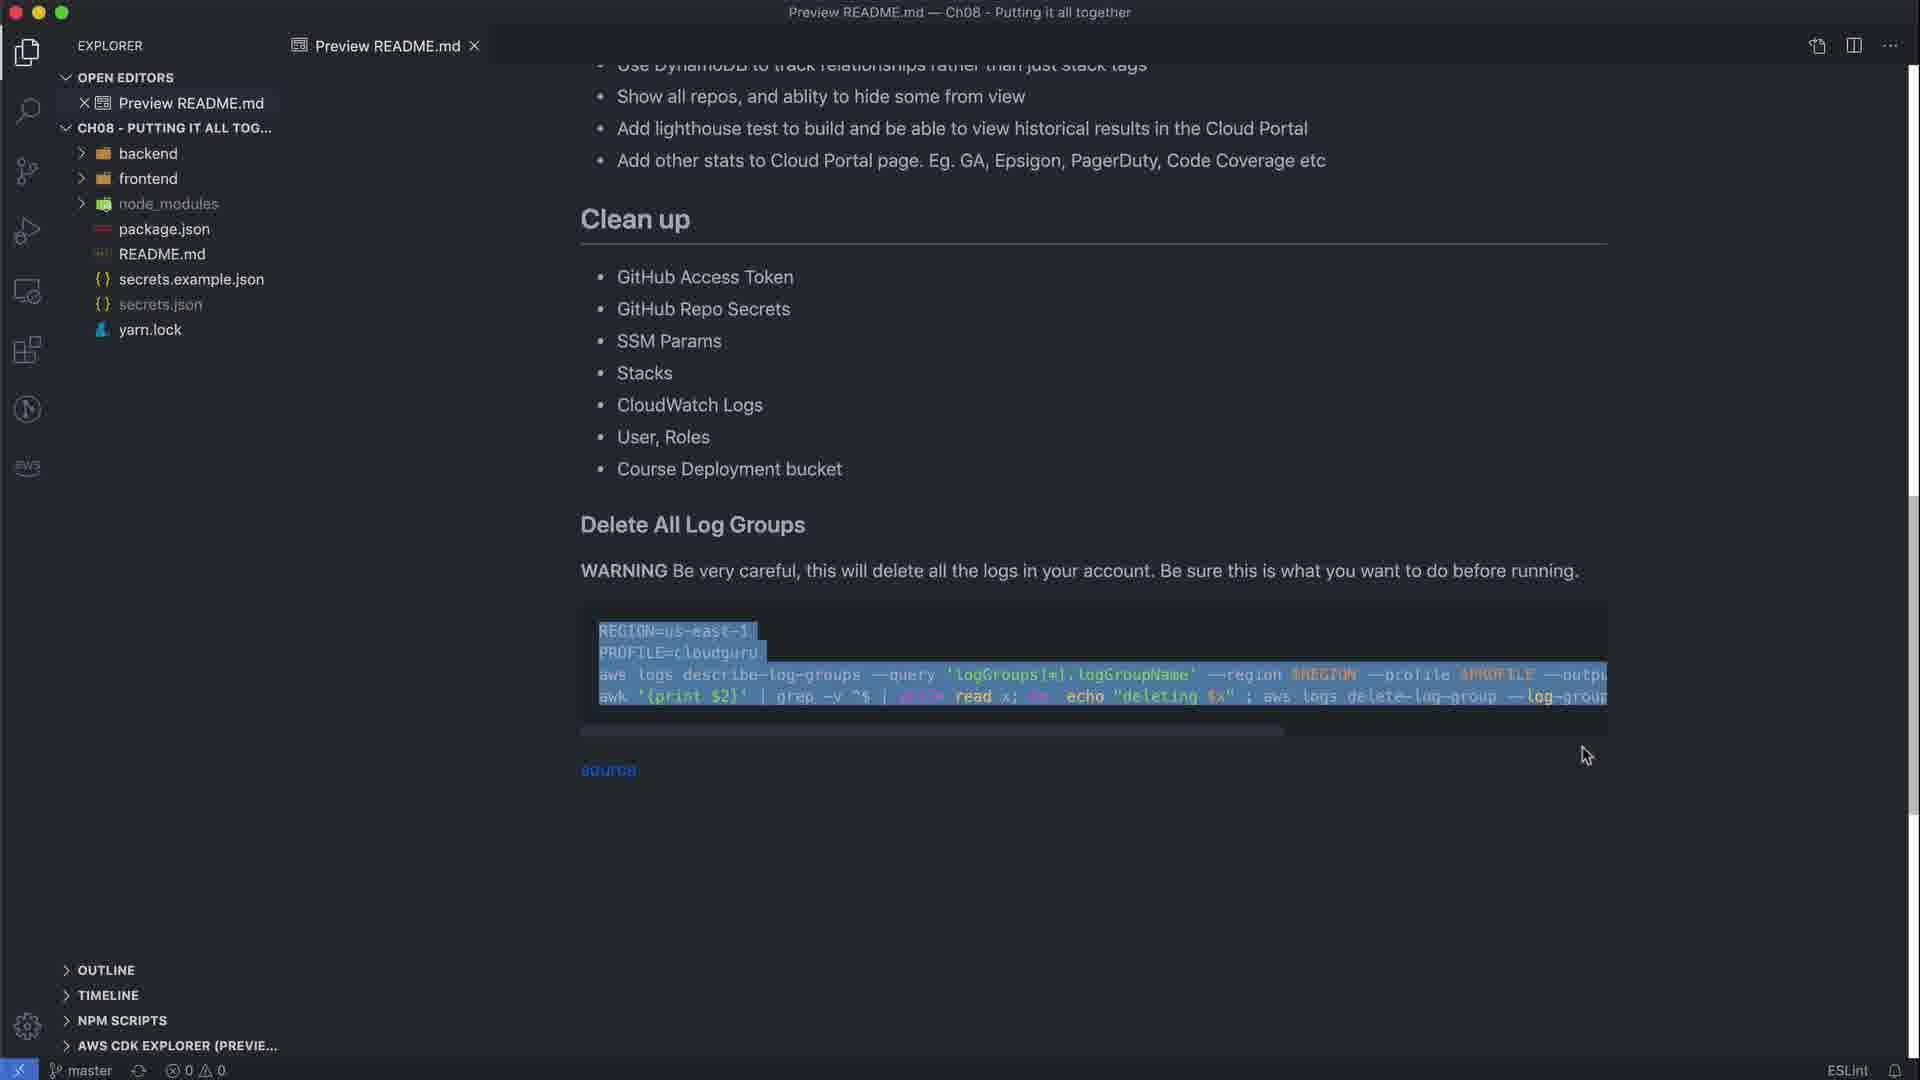 Preview README.md — Ch08 - Putting it all together
EXPLORER
Preview README.md
OPEN EDITORS
Preview README.md
CH08 - PUTTING IT ALL TOG...
backend
frontend
node_modules
package.json
README.md
secrets.example.json
secrets.json
yarn.lock
aws
OUTLINE
TIMELINE
NPM SCRIPTS
AWS CDK EXPLORER (PREVIE...
Use DynamoDB to track relationships rather than just stack tags
• Show all repos, and ablity to hide some from view
• Add lighthouse test to build and be able to view historical results in the Cloud Portal
• Add other stats to Cloud Portal page. Eg. GA, Epsigon, PagerDuty, Code Coverage etc
Clean up
• GitHub Access Token
• GitHub Repo Secrets
• SSM Params
• Stacks
• CloudWatch Logs
• User, Roles
• Course Deployment bucket
Delete All Log Groups
WARNING Be very careful, this will delete all the logs in your account. Be sure this is what you want to do before running.
REGION=us-east-1
PROFILE=cloudguru
aws logs describe-log-groups --query 'logGroups[*].logGroupName' --region $REGION --profile $PROFILE --outpu
awk '{print $2}' | grep -v ^$ | while read x; do echo "deleting $x" ; aws logs delete-log-group --log-group
source
master
0 0
ESLint